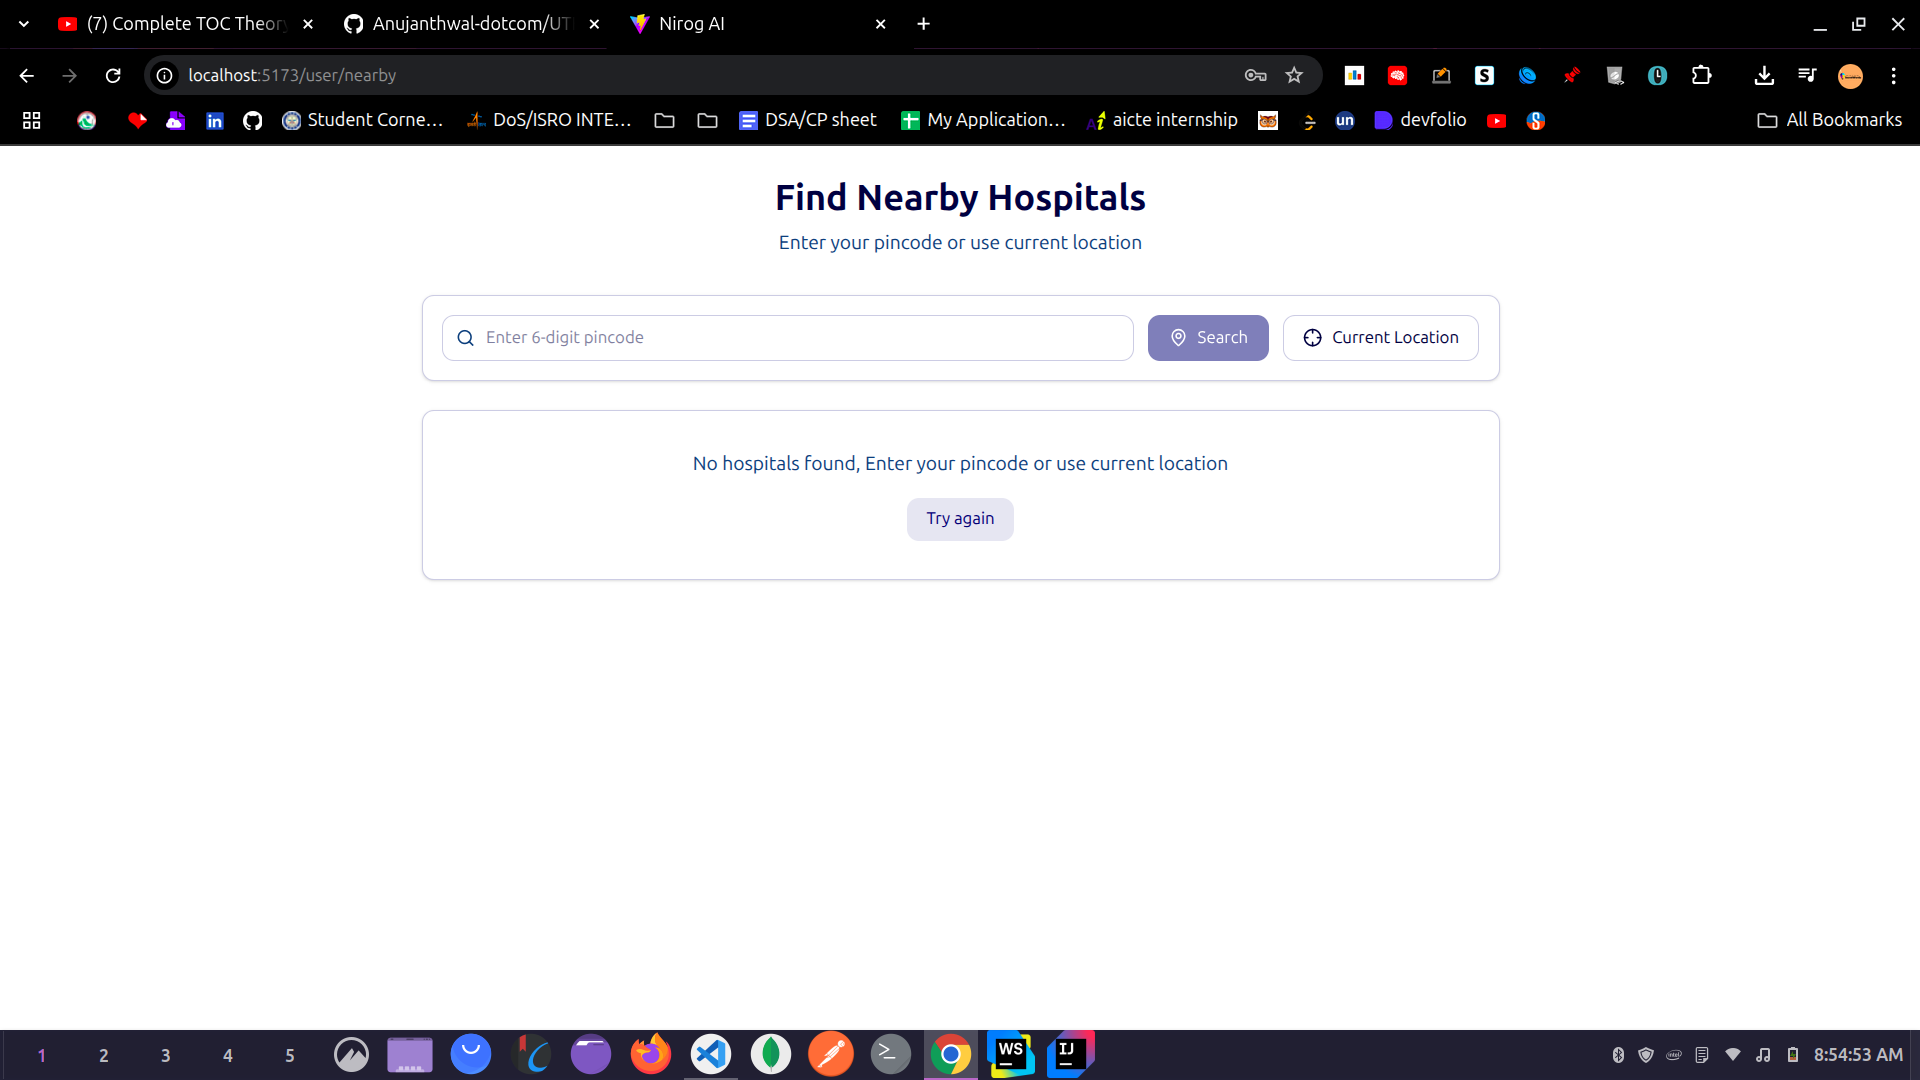 (7) Complete TOC Theory
Anujanthwal-dotcom/UT
Nirog AI
localhost:5173/user/nearby
Student Corne...
DoS/ISRO INTE...
DSA/CP sheet
My Application...
aicte internship
un
devfolio
All Bookmarks
Find Nearby Hospitals
Enter your pincode or use current location
Enter 6-digit pincode
Search
Current Location
No hospitals found, Enter your pincode or use current location
Try again
1 2 3 4 5
WS
IJ
8:54:53 AM